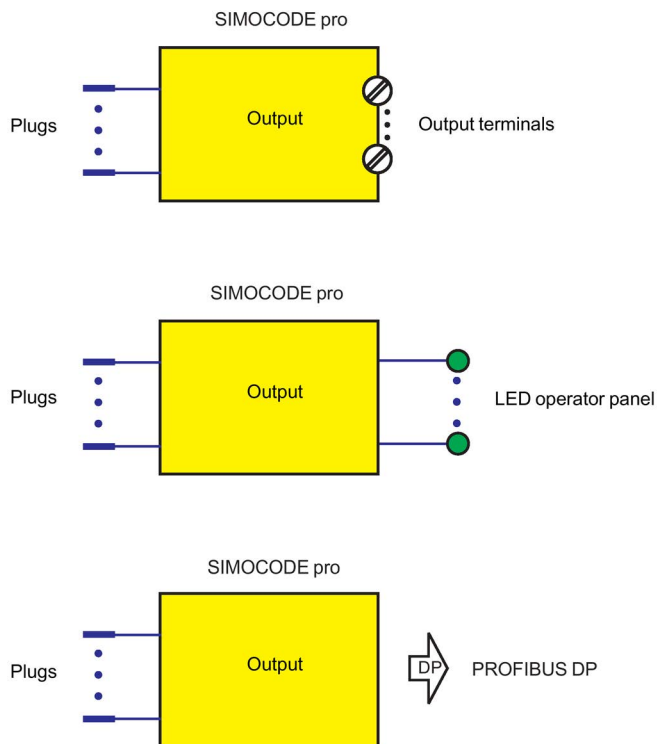 SIMOCODE pro
Plugs
Output
Output terminals
SIMOCODE pro
Plugs
Output
LED operator panel
SIMOCODE pro
Plugs
Output
DP
PROFIBUS DP